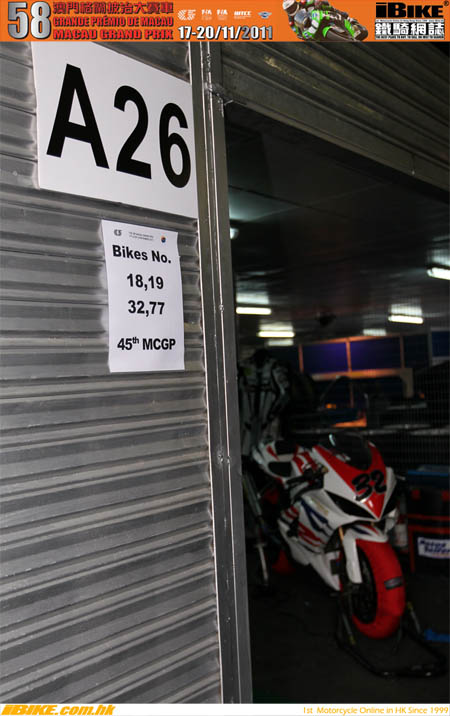 58
澳門格蘭披治大賽車
GRANDE PRÉMIO DE MACAU
MACAU GRAND PRIX
FIA
FIA
17-20/11/2011
iBIKE
鐵騎網誌
A26
Bikes No.
18,19
32,77
45th MCGP
32
iBIKE.com.hk
1st Motorcycle Online in HK Since 1999